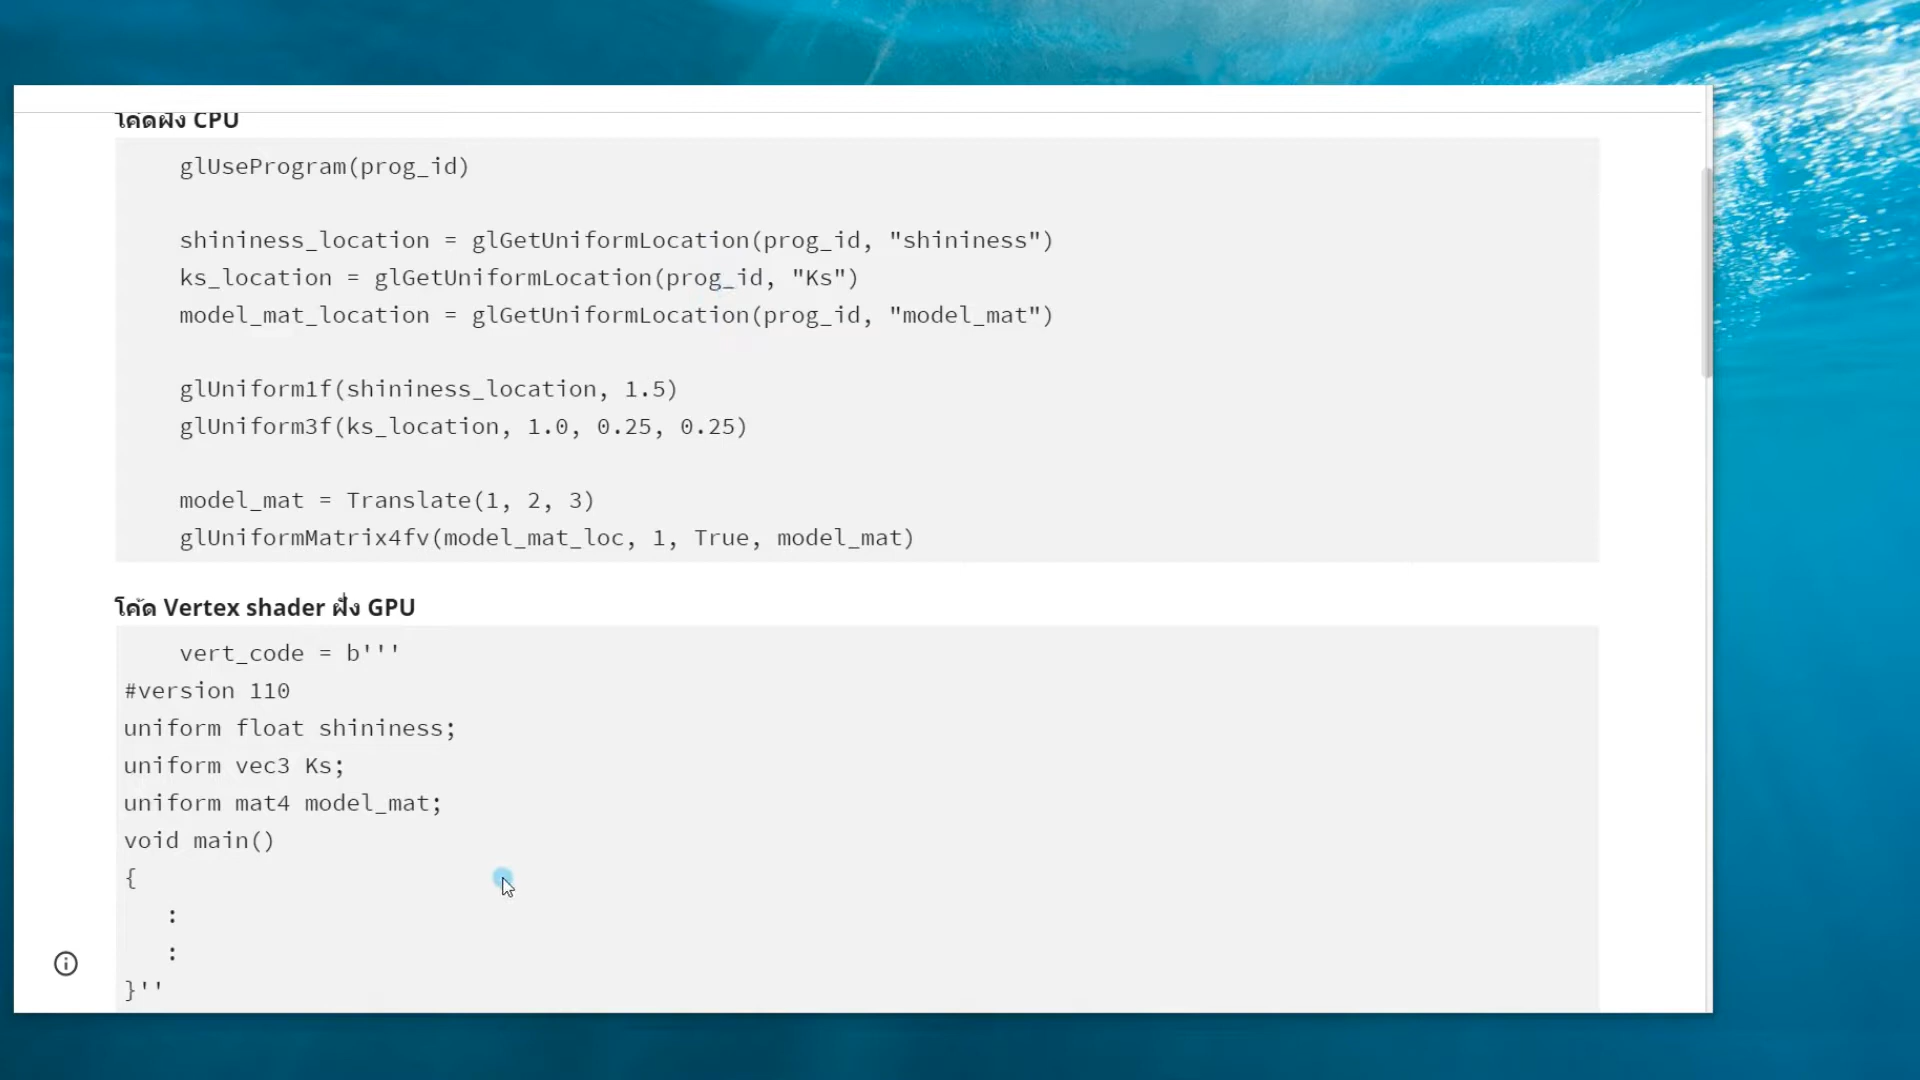 โค้ดฝั่ง CPU
glUseProgram(prog_id)
shininess_location = glGetUniformLocation(prog_id, "shininess")
ks_location = glGetUniformLocation(prog_id, "Ks")
model_mat_location = glGetUniformLocation(prog_id, "model_mat")
glUniform1f(shininess_location, 1.5)
glUniform3f(ks_location, 1.0, 0.25, 0.25)
model_mat = Translate(1, 2, 3)
glUniformMatrix4fv(model_mat_loc, 1, True, model_mat)
โค้ด Vertex shader ฝั่ง GPU
vert_code = b'''
#version 110
uniform float shininess;
uniform vec3 Ks;
uniform mat4 model_mat;
void main()
{
:
:
}''